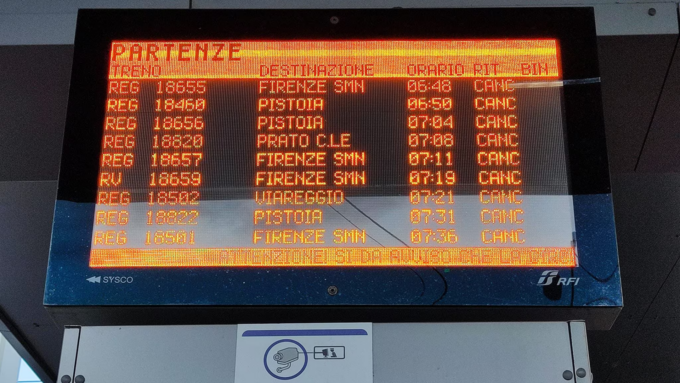 PARTENZE
TRENO DESTINAZIONE ORARIO RIT BIN
REG 18655 FIRENZE SMN 06:48 CANC
REG 18460 PISTOIA 06:50 CANC
REG 18656 PISTOIA 07:04 CANC
REG 18820 PRATO C.LE 07:08 CANC
REG 18657 FIRENZE SMN 07:11 CANC
RV 18659 FIRENZE SMN 07:19 CANC
REG 18502 VIAREGGIO 07:21 CANC
REG 18822 PISTOIA 07:31 CANC
REG 18501 FIRENZE SMN 07:36 CANC
ATTENZIONE! SI DA AVVISO CHE LA
SYSCO RFI